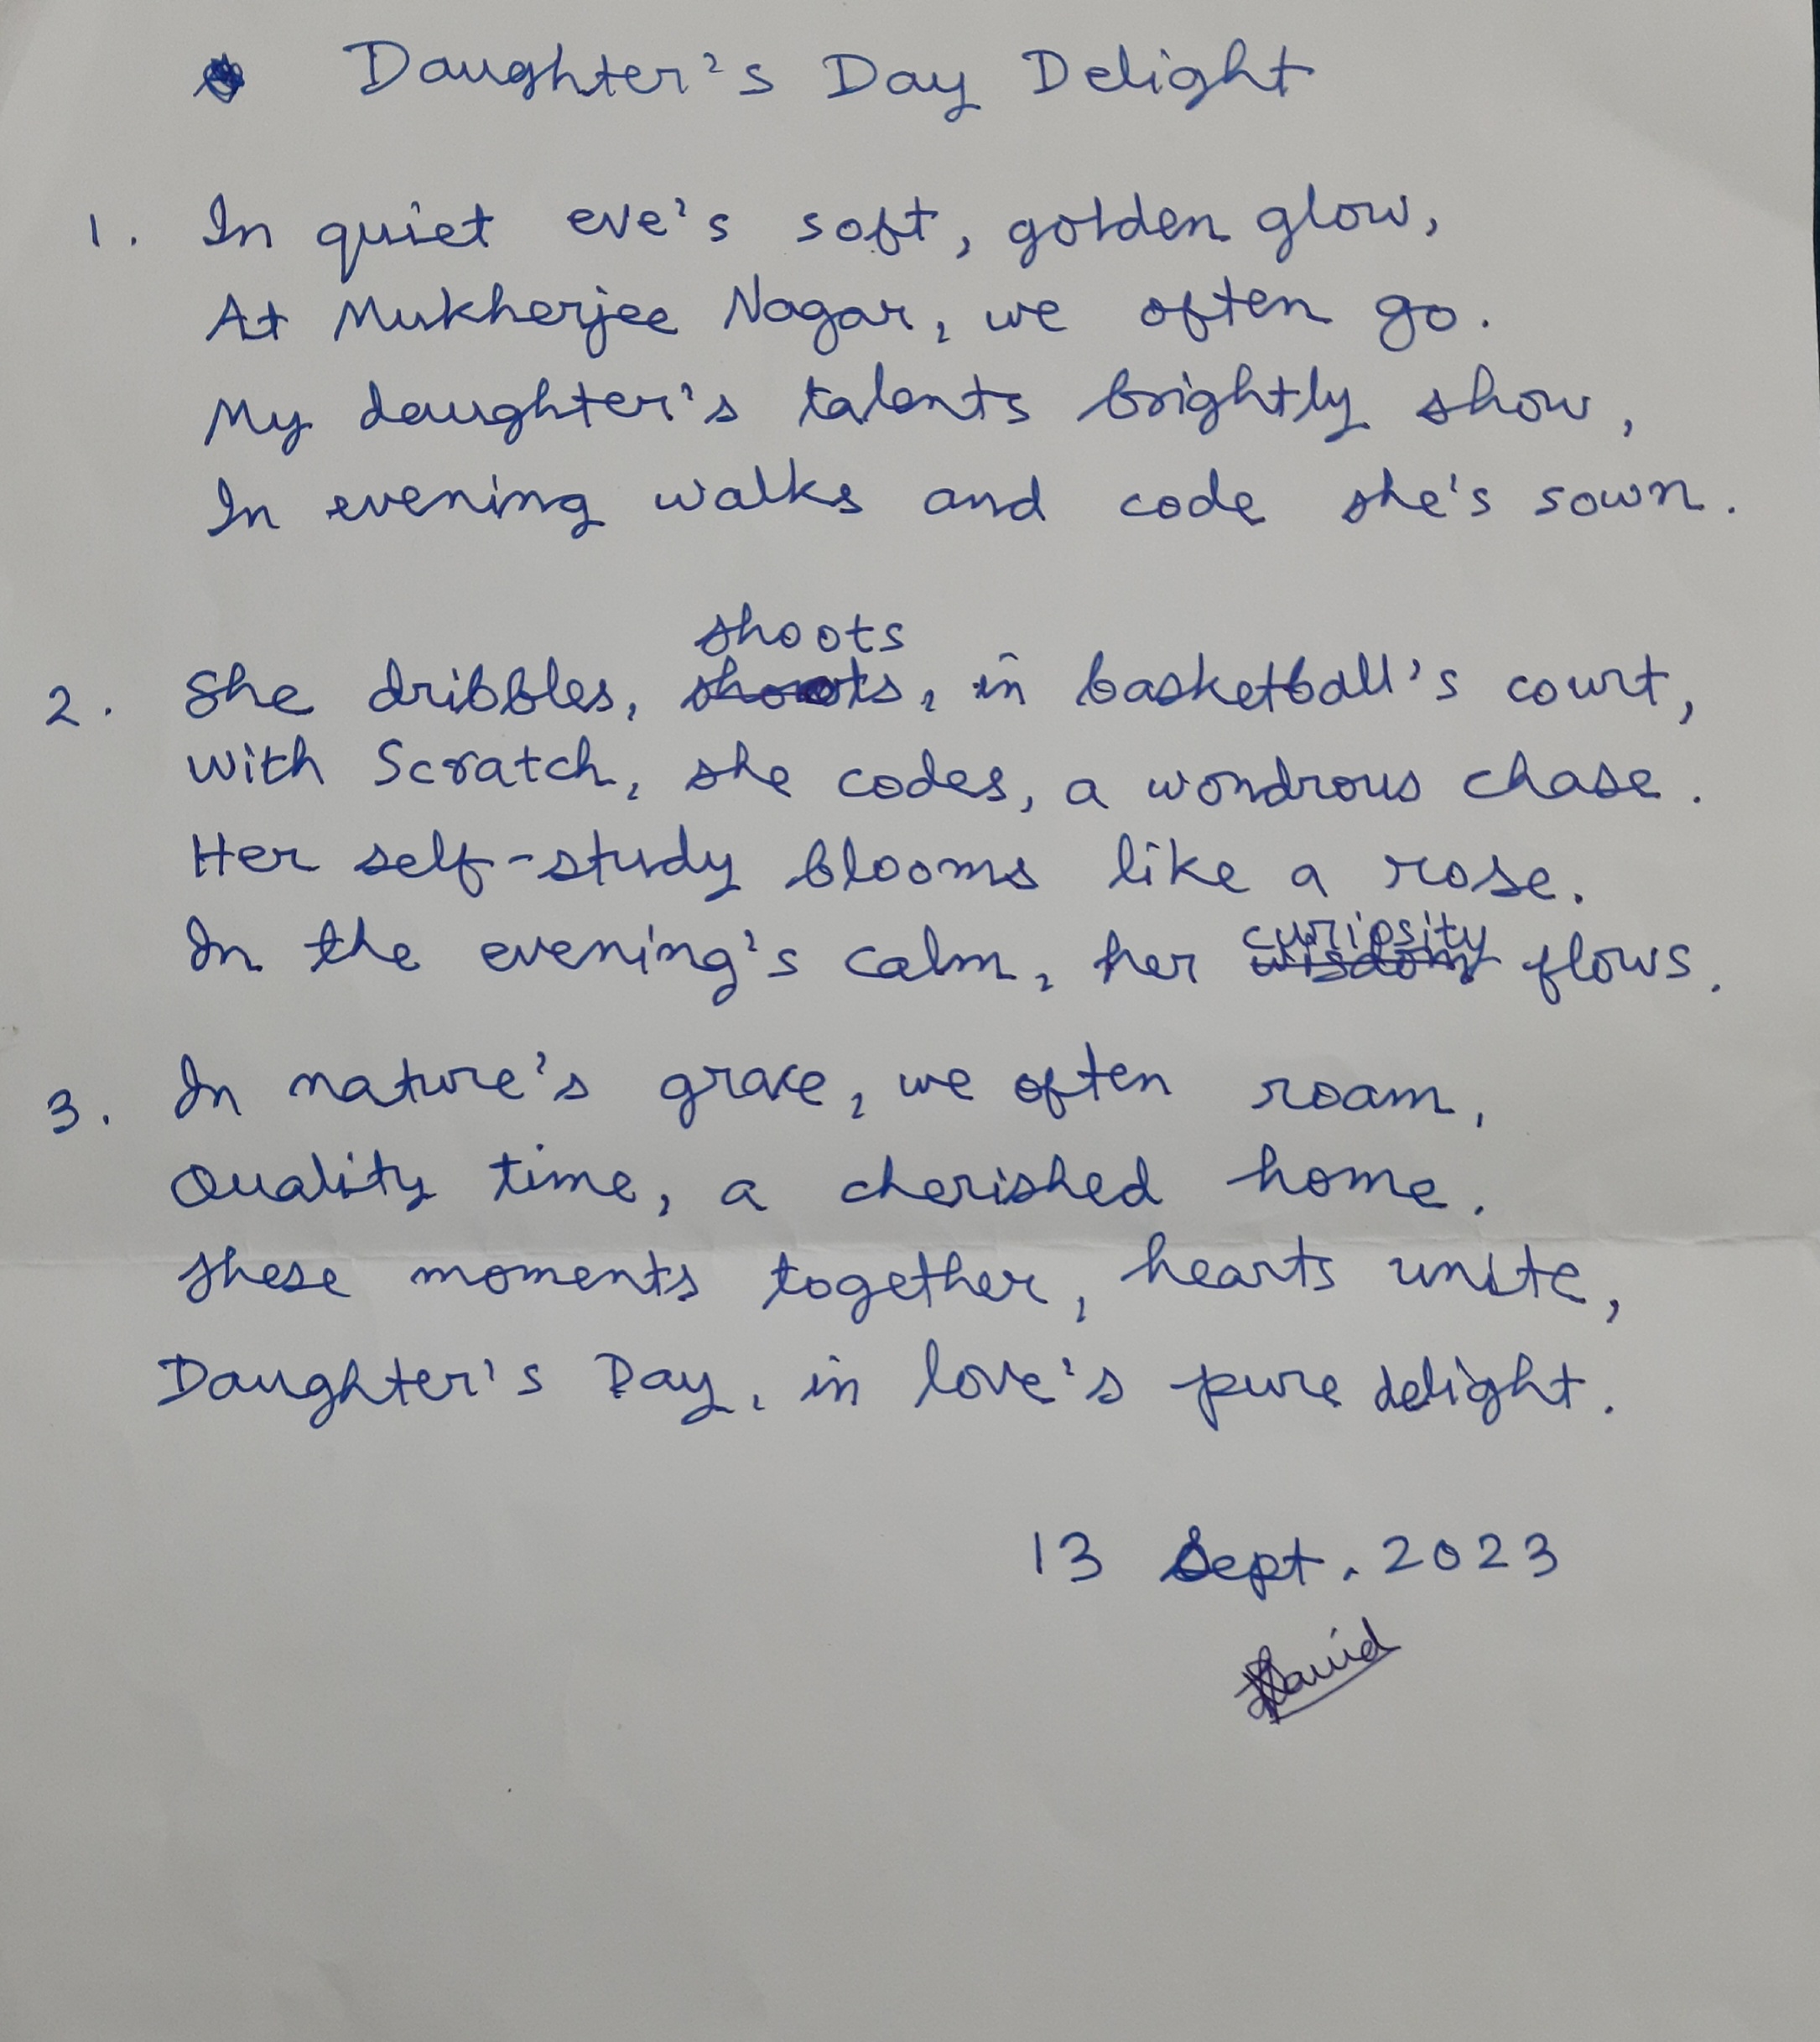 Daughter's Day Delight
1. In quiet eve's soft, golden glow,
At Mukherjee Nagar, we often go.
My daughter's talents brightly show,
In evening walks and code she's sown.
shoots
2. She dribbles, shoots, in basketball's court,
with Scratch, she codes, a wondrous chase.
Her self-study blooms like a rose.
curiosity
In the evening's calm, her wisdom flows.
3. In nature's grace, we often roam,
Quality time, a cherished home.
These moments together, hearts unite,
Daughter's Day, in love's pure delight.
13 Sept. 2023